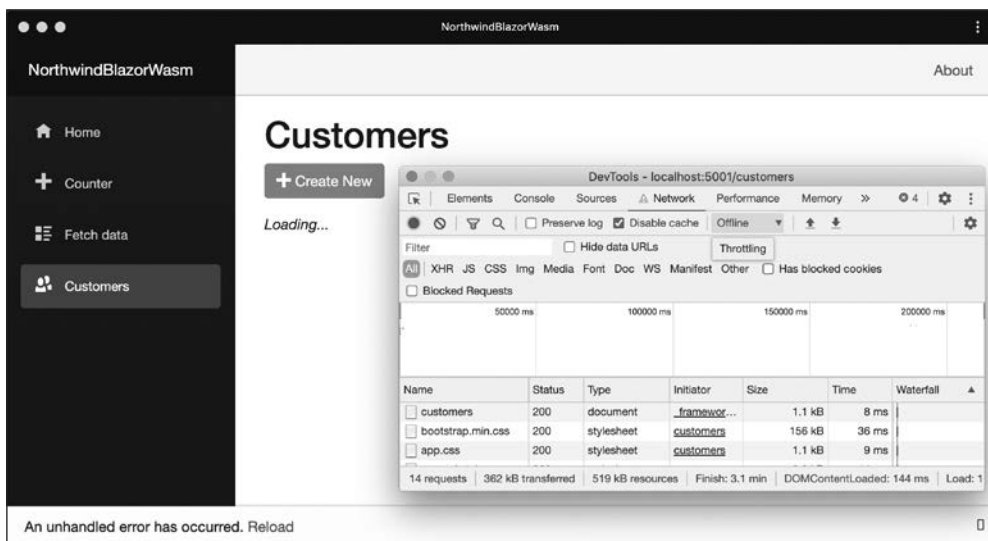 NorthwindBlazorWasm
NorthwindBlazorWasm
About
Home
Counter
Fetch data
Customers
Customers
Create New
Loading...
DevTools - localhost:5001/customers
Elements Console Sources Network Performance Memory » 4
Preserve log Disable cache Offline
Filter Hide data URLs Throttling
All XHR JS CSS Img Media Font Doc WS Manifest Other Has blocked cookies
Blocked Requests
50000 ms 100000 ms 150000 ms 200000 ms
Name Status Type Initiator Size Time Waterfall
customers 200 document _framewor... 1.1 kB 8 ms
bootstrap.min.css 200 stylesheet customers 156 kB 36 ms
app.css 200 stylesheet customers 1.1 kB 9 ms
14 requests 362 kB transferred 519 kB resources Finish: 3.1 min DOMContentLoaded: 144 ms Load: 1
An unhandled error has occurred. Reload